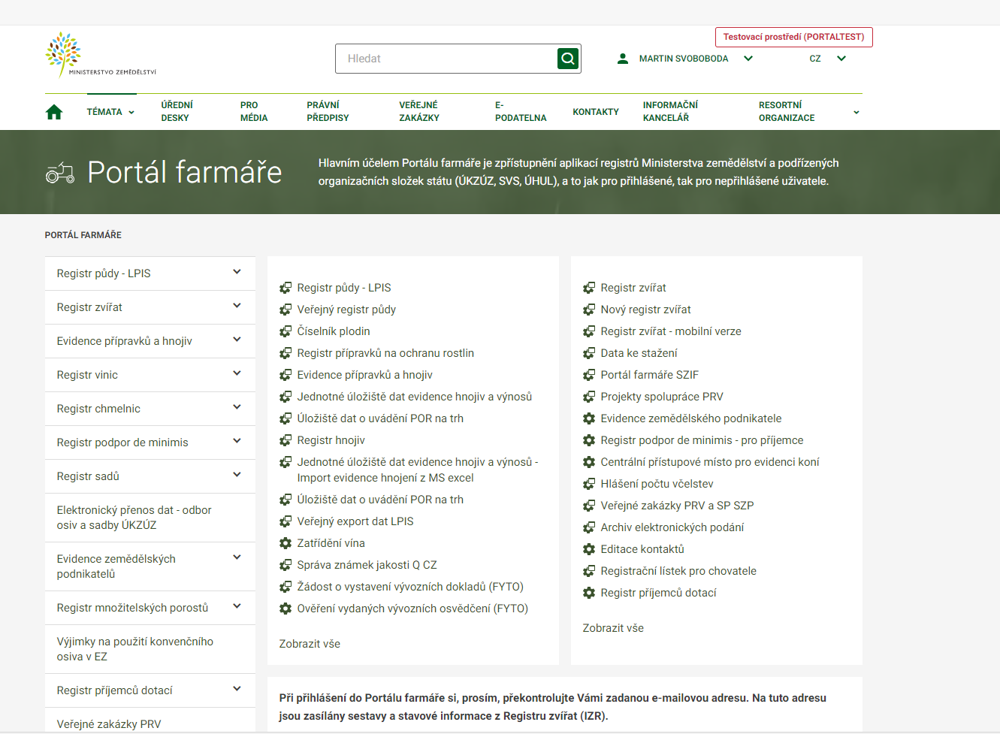 Testovací prostředí (PORTALTEST)
MINISTERSTVO ZEMĚDĚLSTVÍ
Hledat
MARTIN SVOBOBODA
CZ
TÉMATA
ÚŘEDNÍ
DESKY
PRO
MÉDIA
PRÁVNÍ
PŘEDPISY
VEŘEJNÉ
ZAKÁZKY
E-
PODATELNA
KONTAKTY
INFORMAČNÍ
KANCELÁŘ
RESORTNÍ
ORGANIZACE
Portál farmáře
Hlavním účelem Portálu farmáře je zpřístupnění aplikací registrů Ministerstva zemědělství a podřízených
organizačních složek státu (ÚKZÚZ, SVS, ÚHUL), a to jak pro přihlášené, tak pro nepřihlášené uživatele.
PORTÁL FARMÁŘE
Registr půdy - LPIS
Registr zvířat
Evidence přípravků a hnojiv
Registr vinic
Registr chmelnic
Registr podpor de minimis
Registr sadů
Elektronický přenos dat - odbor
osiv a sadby ÚKZÚZ
Evidence zemědělských
podnikatelů
Registr množitelských porostů
Výjimky na použití konvenčního
osiva v EZ
Registr příjemců dotací
Veřejné zakázky PRV
Registr půdy - LPIS
Veřejný registr půdy
Číselník plodin
Registr přípravků na ochranu rostlin
Evidence přípravků a hnojiv
Jednotné úložiště dat evidence hnojiv a výnosů
Úložiště dat o uvádění POR na trh
Registr hnojiv
Jednotné úložiště dat evidence hnojiv a výnosů -
Import evidence hnojení z MS excel
Úložiště dat o uvádění POR na trh
Veřejný export dat LPIS
Zatřídění vína
Správa známek jakosti Q CZ
Žádost o vystavení vývozních dokladů (FYTO)
Ověření vydaných vývozních osvědčení (FYTO)
Zobrazit vše
Registr zvířat
Nový registr zvířat
Registr zvířat - mobilní verze
Data ke stažení
Portál farmáře SZIF
Projekty spolupráce PRV
Evidence zemědělského podnikatele
Registr podpor de minimis - pro příjemce
Centrální přístupové místo pro evidenci koní
Hlášení počtu včelstev
Veřejné zakázky PRV a SP SZP
Archiv elektronických podání
Editace kontaktů
Registrační lístek pro chovatele
Registr příjemců dotací
Zobrazit vše
Při přihlášení do Portálu farmáře si, prosím, překontrolujte Vámi zadanou e-mailovou adresu. Na tuto adresu
jsou zasílány sestavy a stavové informace z Registru zvířat (IZR).